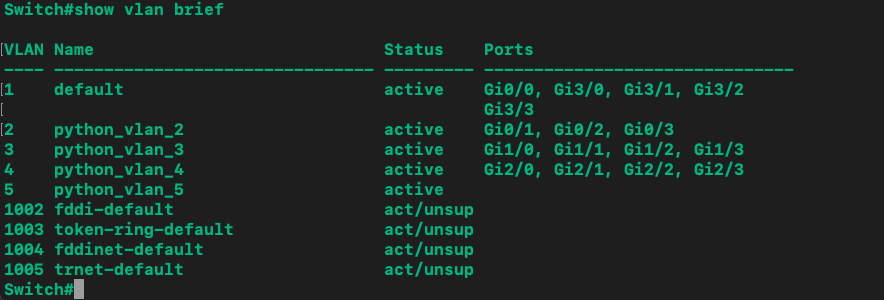 Switch#show vlan brief
VLAN Name                             Status    Ports
---- -------------------------------- --------- -------------------------------
1    default                          active    Gi0/0, Gi3/0, Gi3/1, Gi3/2
                                                Gi3/3
2    python_vlan_2                    active    Gi0/1, Gi0/2, Gi0/3
3    python_vlan_3                    active    Gi1/0, Gi1/1, Gi1/2, Gi1/3
4    python_vlan_4                    active    Gi2/0, Gi2/1, Gi2/2, Gi2/3
5    python_vlan_5                    active
1002 fddi-default                     act/unsup
1003 token-ring-default               act/unsup
1004 fddinet-default                  act/unsup
1005 trnet-default                    act/unsup
Switch#